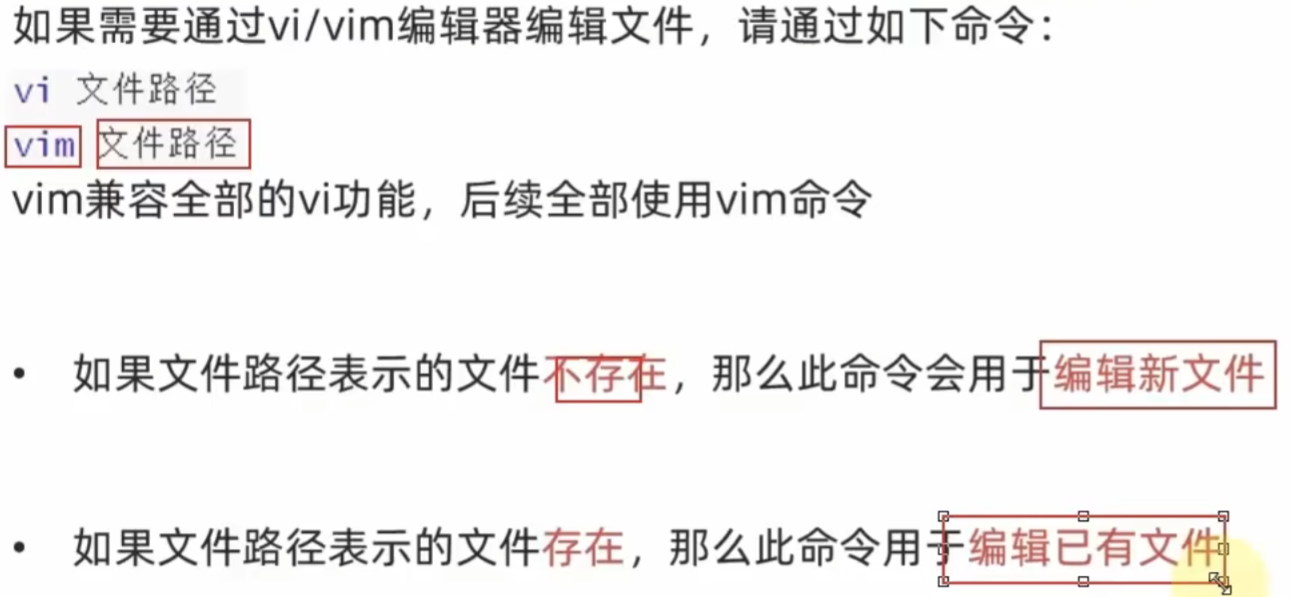 如果需要通过vi/vim编辑器编辑文件，请通过如下命令：
vi 文件路径
vim 文件路径
vim兼容全部的vi功能，后续全部使用vim命令
• 如果文件路径表示的文件不存在，那么此命令会用于编辑新文件
• 如果文件路径表示的文件存在，那么此命令用于编辑已有文件